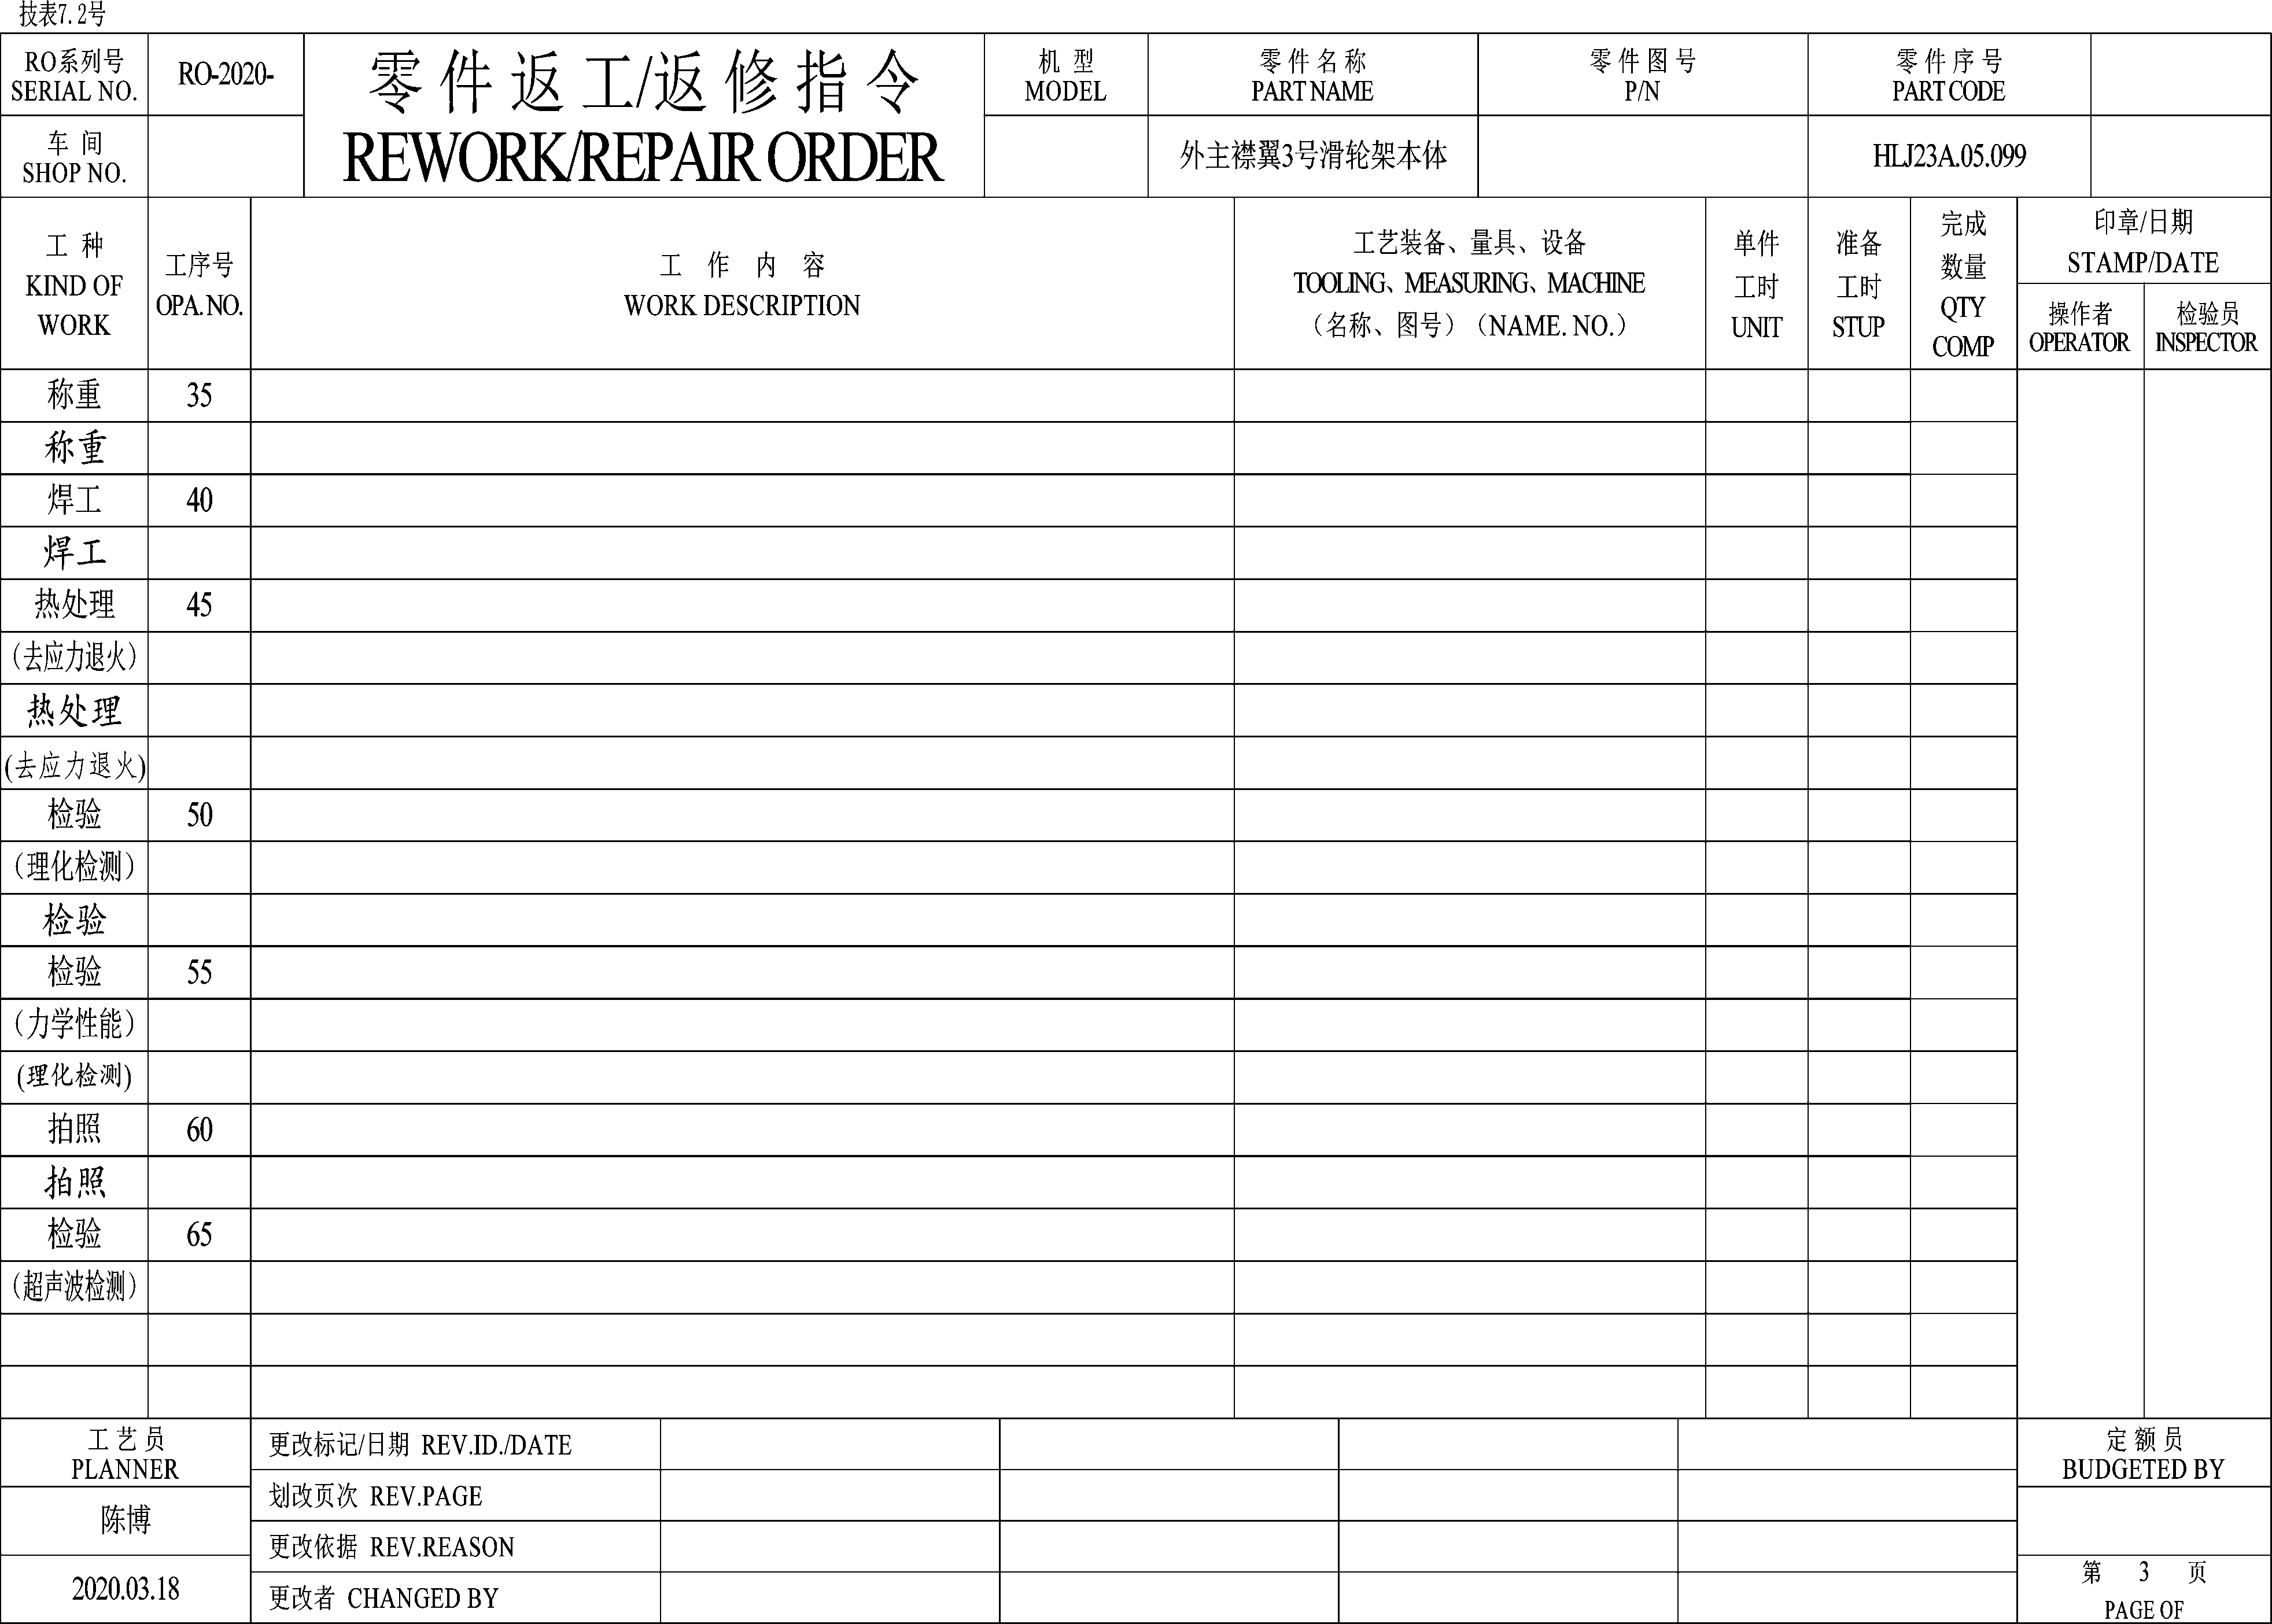 技表7.2号
RO系列号
SERIAL NO.
RO-2020-
零件返工/返修指令
REWORK/REPAIR ORDER
机 型
MODEL
零件名称
PART NAME
零件图号
P/N
零件序号
PART CODE
车 间
SHOP NO.
外主襟翼3号滑轮架本体
HLJ23A.05.099
工 种
KIND OF
WORK
工序号
OPA. NO.
工 作 内 容
WORK DESCRIPTION
工艺装备、量具、设备
TOOLING、MEASURING、MACHINE
（名称、图号）（NAME. NO.）
单件
工时
UNIT
准备
工时
STUP
完成
数量
QTY
COMP
印章/日期
STAMP/DATE
操作者
OPERATOR
检验员
INSPECTOR
称重 35
称重
焊工 40
焊工
热处理 45
（去应力退火）
热处理
(去应力退火)
检验 50
（理化检测）
检验
检验 55
（力学性能）
(理化检测)
拍照 60
拍照
检验 65
（超声波检测）
工艺员
PLANNER
陈博
2020.03.18
更改标记/日期 REV.ID./DATE
划改页次 REV.PAGE
更改依据 REV.REASON
更改者 CHANGED BY
定额员
BUDGETED BY
第 3 页
PAGE OF